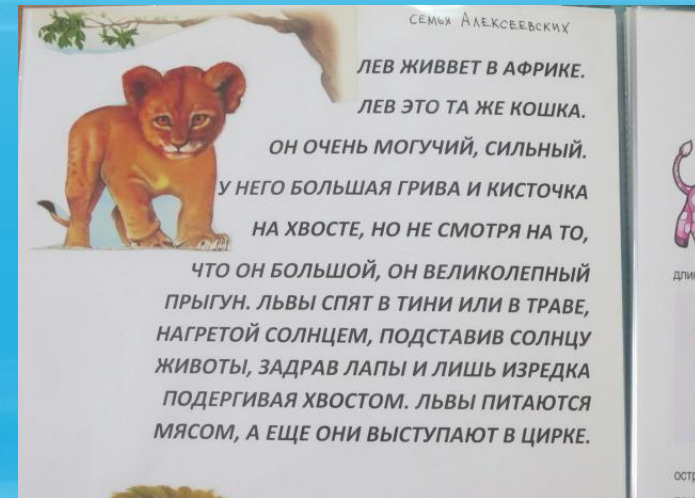 семья Алексеевских
ЛЕВ ЖИВВЕТ В АФРИКЕ.
ЛЕВ ЭТО ТА ЖЕ КОШКА.
ОН ОЧЕНЬ МОГУЧИЙ, СИЛЬНЫЙ.
У НЕГО БОЛЬШАЯ ГРИВА И КИСТОЧКА
НА ХВОСТЕ, НО НЕ СМОТРЯ НА ТО,
ЧТО ОН БОЛЬШОЙ, ОН ВЕЛИКОЛЕПНЫЙ
ПРЫГУН. ЛЬВЫ СПЯТ В ТИНИ ИЛИ В ТРАВЕ,
НАГРЕТОЙ СОЛНЦЕМ, ПОДСТАВИВ СОЛНЦУ
ЖИВОТЫ, ЗАДРАВ ЛАПЫ И ЛИШЬ ИЗРЕДКА
ПОДЕРГИВАЯ ХВОСТОМ. ЛЬВЫ ПИТАЮТСЯ
МЯСОМ, А ЕЩЕ ОНИ ВЫСТУПАЮТ В ЦИРКЕ.